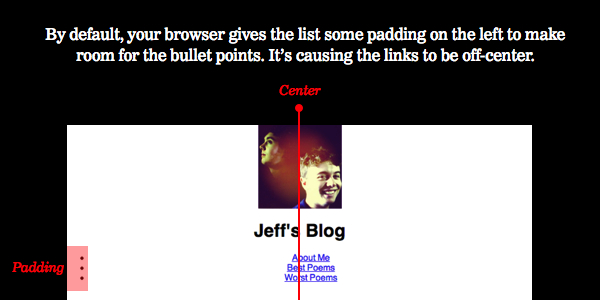 By default, your browser gives the list some padding on the left to make
room for the bullet points. It’s causing the links to be off-center.
Center
Jeff's Blog
About Me
Padding
Best Poems
Worst Poems